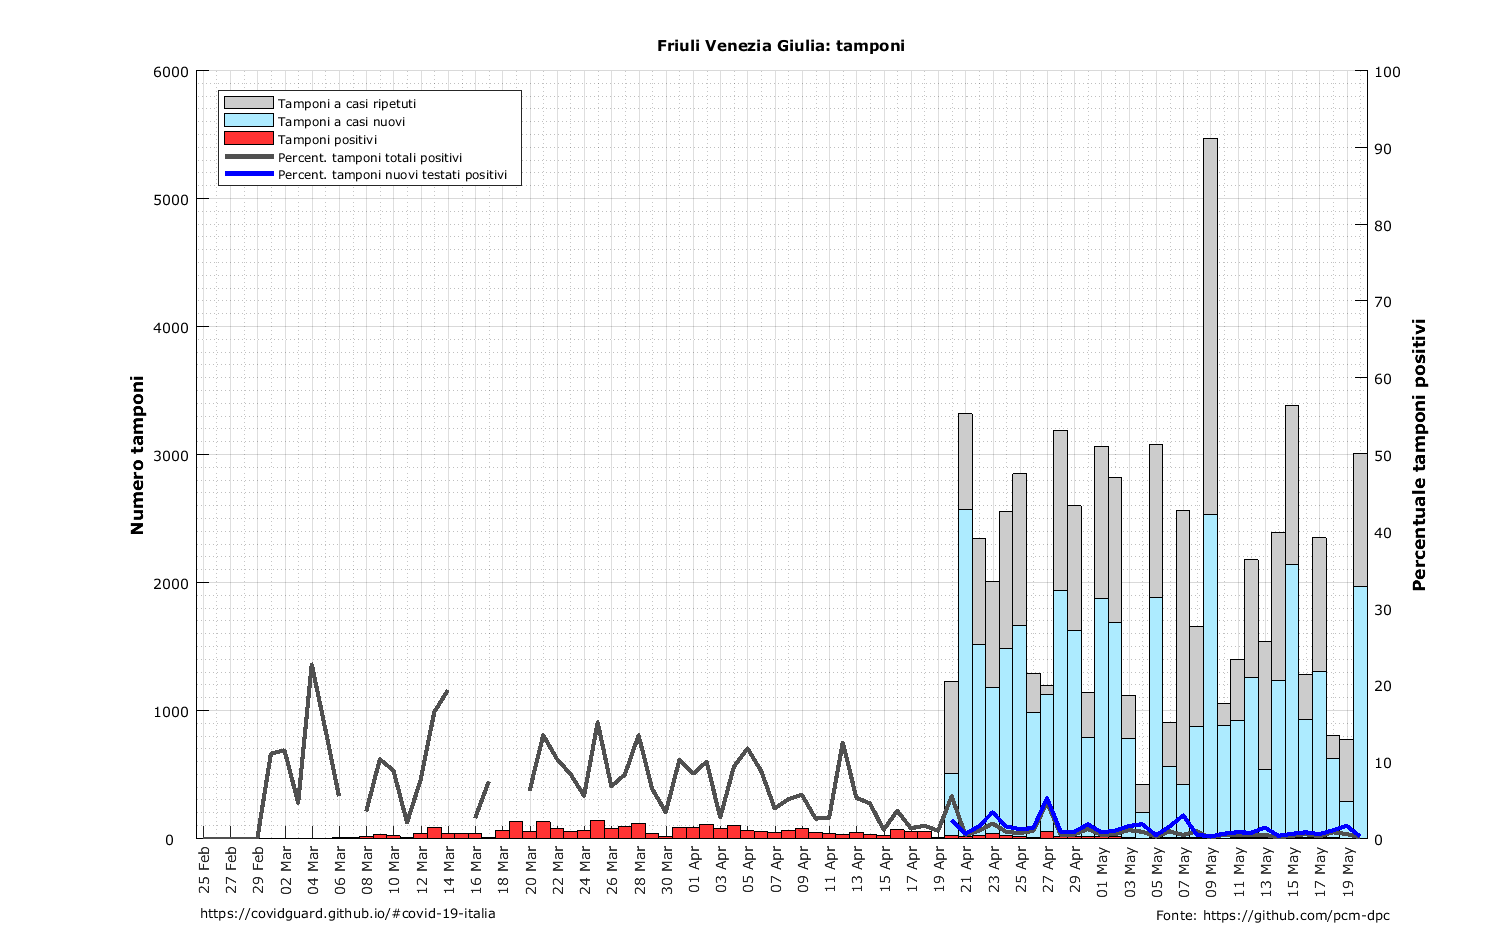 Friuli Venezia Giulia: tamponi
Tamponi a casi ripetuti
Tamponi a casi nuovi
Tamponi positivi
Percent. tamponi totali positivi
Percent. tamponi nuovi testati positivi
Numero tamponi
6000
5000
4000
3000
2000
1000
0
100
90
80
70
60
50
40
30
20
10
0
Percentuale tamponi positivi
25 Feb
27 Feb
29 Feb
02 Mar
04 Mar
06 Mar
08 Mar
10 Mar
12 Mar
14 Mar
16 Mar
18 Mar
20 Mar
22 Mar
24 Mar
26 Mar
28 Mar
30 Mar
01 Apr
03 Apr
05 Apr
07 Apr
09 Apr
11 Apr
13 Apr
15 Apr
17 Apr
19 Apr
21 Apr
23 Apr
25 Apr
27 Apr
29 Apr
01 May
03 May
05 May
07 May
09 May
11 May
13 May
15 May
17 May
19 May
https://covidguard.github.io/#covid-19-italia
Fonte: https://github.com/pcm-dpc